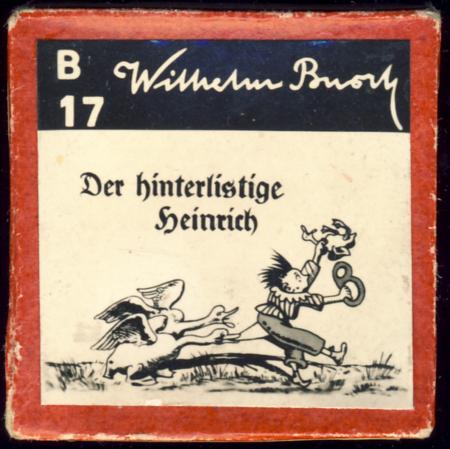 B
17
Wilhelm Busch
Der hinterlistige
Heinrich